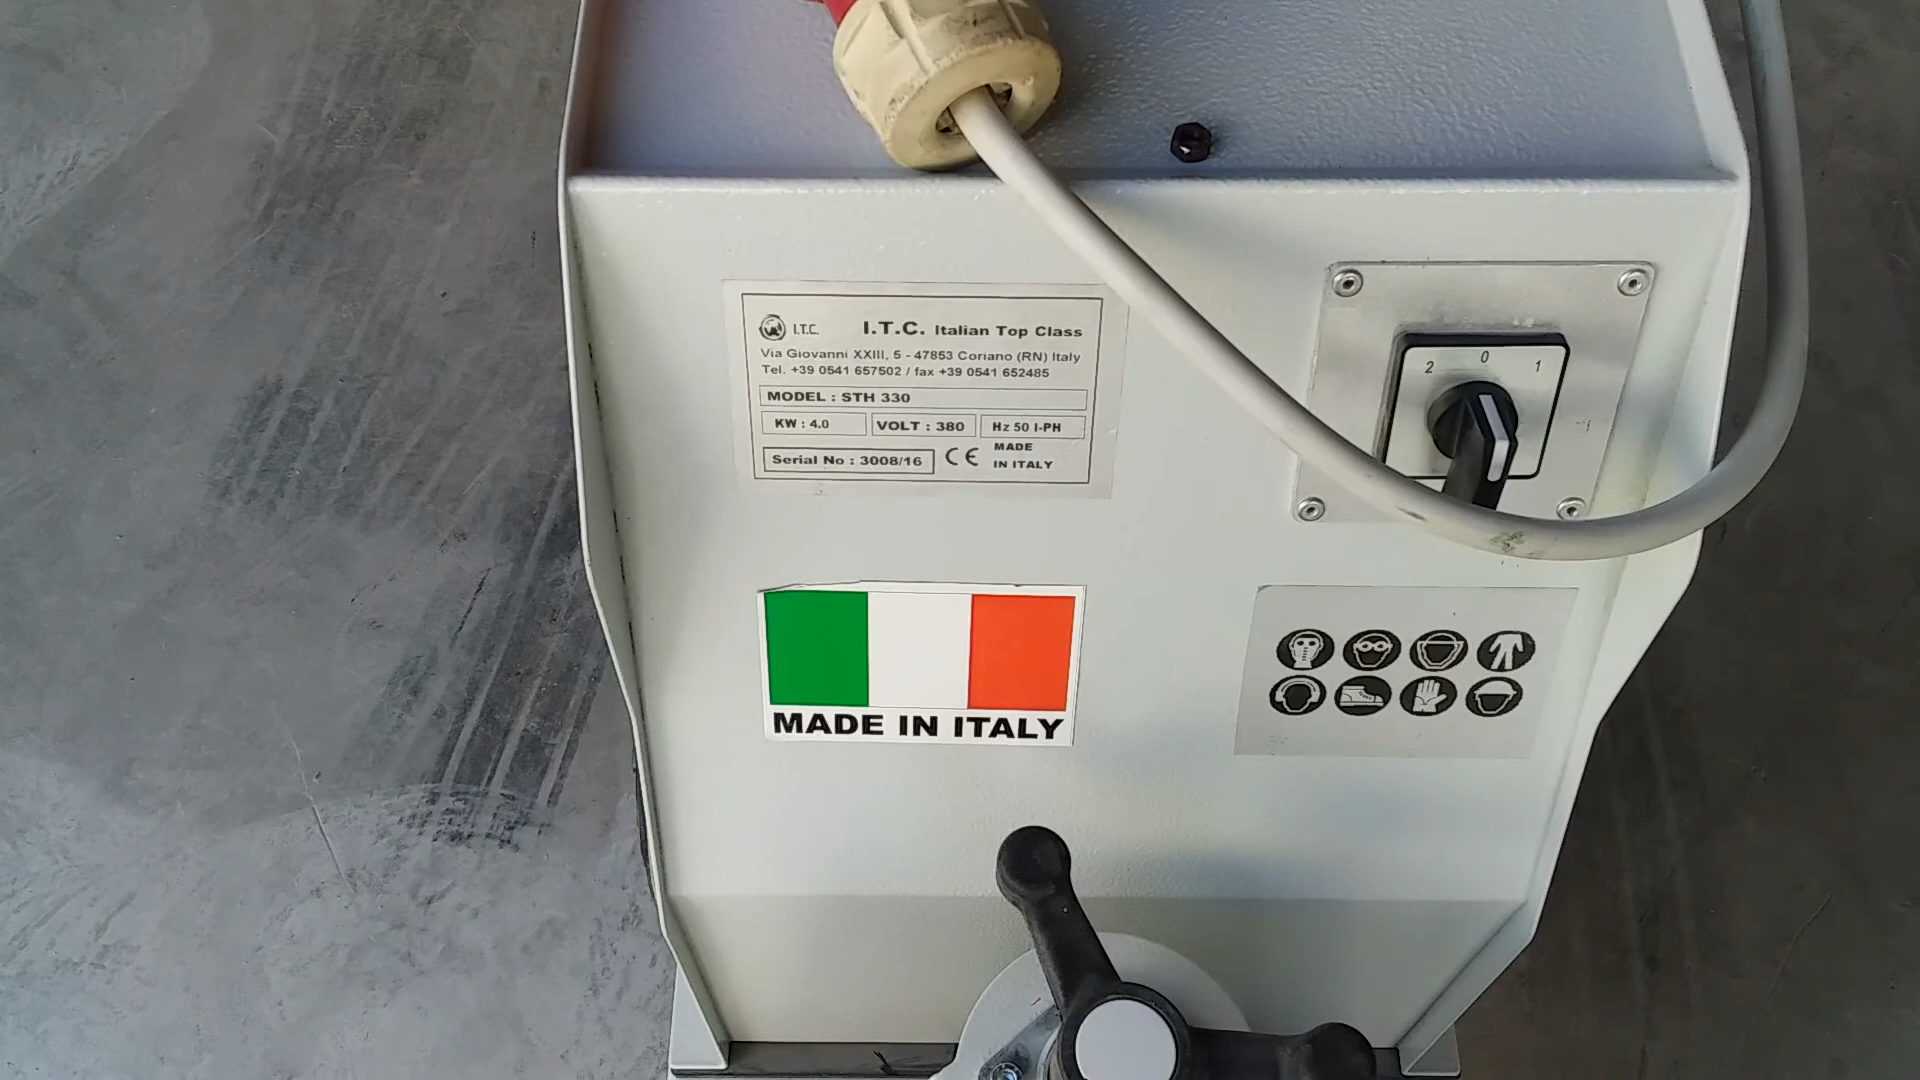 I.T.C. I.T.C. Italian Top Class
Via Giovanni XXIII, 5 - 47853 Coriano (RN) Italy
Tel. +39 0541 657502 / fax +39 0541 652485
MODEL : STH 330
KW : 4.0 VOLT : 380 Hz 50 I-PH
Serial No : 3008/16 CE MADE
IN ITALY
2 0 1
MADE IN ITALY